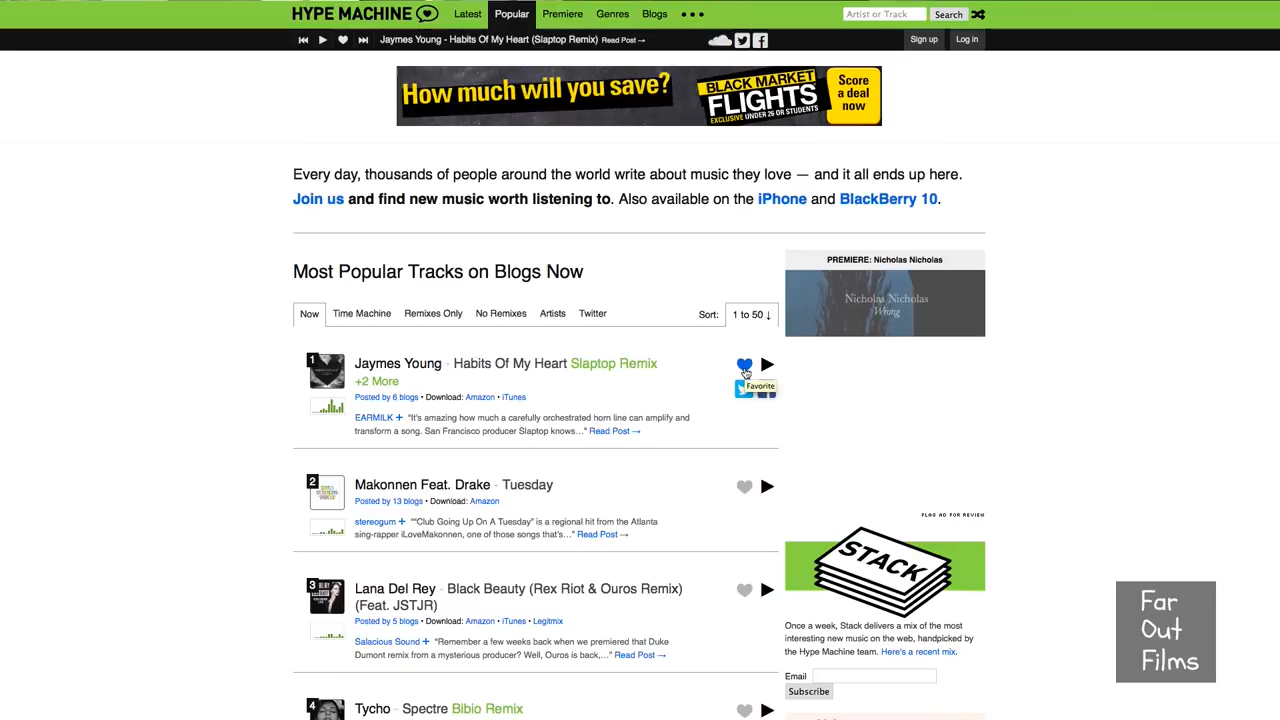 HYPE MACHINE Latest Popular Premiere Genres Blogs ••• Artist or Track Search
Jaymes Young - Habits Of My Heart (Slaptop Remix) Read Post → Sign up Log in
How much will you save? BLACK MARKET FLIGHTS EXCLUSIVE UNDER 26 OR STUDENTS Score a deal now
Every day, thousands of people around the world write about music they love — and it all ends up here.
Join us and find new music worth listening to. Also available on the iPhone and BlackBerry 10.
Most Popular Tracks on Blogs Now
Now Time Machine Remixes Only No Remixes Artists Twitter Sort: 1 to 50 ↓
1 Jaymes Young - Habits Of My Heart Slaptop Remix
+2 More
Favorite
Posted by 6 blogs • Download: Amazon • iTunes
EARMILK + "It's amazing how much a carefully orchestrated horn line can amplify and
transform a song. San Francisco producer Slaptop knows…" Read Post →
2 Makonnen Feat. Drake - Tuesday
Posted by 13 blogs • Download: Amazon
stereogum + "“Club Going Up On A Tuesday” is a regional hit from the Atlanta
sing-rapper iLoveMakonnen, one of those songs that's…" Read Post →
3 Lana Del Rey - Black Beauty (Rex Riot & Ouros Remix)
(Feat. JSTJR)
Posted by 5 blogs • Download: Amazon • iTunes • Legitmix
Salacious Sound + "Remember a few weeks back when we premiered that Duke
Dumont remix from a mysterious producer? Well, Ouros is back,…" Read Post →
4 Tycho - Spectre Bibio Remix
PREMIERE: Nicholas Nicholas
Nicholas Nicholas
Wrong
FLAG AD FOR REVIEW
STACK
Once a week, Stack delivers a mix of the most
interesting new music on the web, handpicked by
the Hype Machine team. Here's a recent mix.
Email
Subscribe
Far
Out
Films